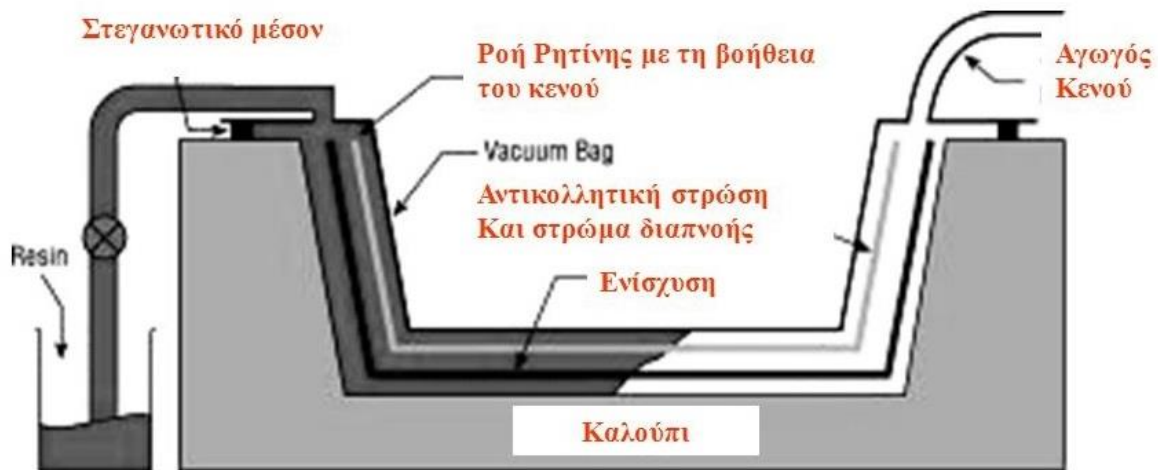 Στεγανωτικό μέσον
Ροή Ρητίνης με τη βοήθεια
του κενού
Αγωγός
Κενού
Vacuum Bag
Αντικολλητική στρώση
Και στρώμα διαπνοής
Resin
Ενίσχυση
Καλούπι